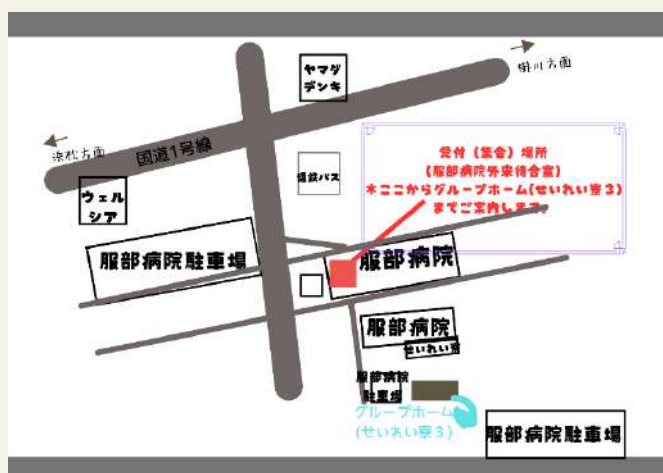 ヤマダ
デンキ
掛川方面
浜松方面
国道1号線
受付（集合）場所
(服部病院外来待合室)
＊ここからグループホーム(せいれい寮３)
までご案内します。
遠鉄バス
ウェル
シア
服部病院駐車場
服部病院
服部病院
せいれい寮
服部病院
駐車場
グループホーム
(せいれい寮３)
服部病院駐車場